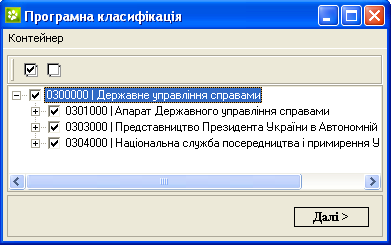 Програмна класифікація
Контейнер
0300000 | Державне управління справами
0301000 | Апарат Державного управління справами
0303000 | Представництво Президента України в Автономній
0304000 | Національна служба посередництва і примирення У
Далі >